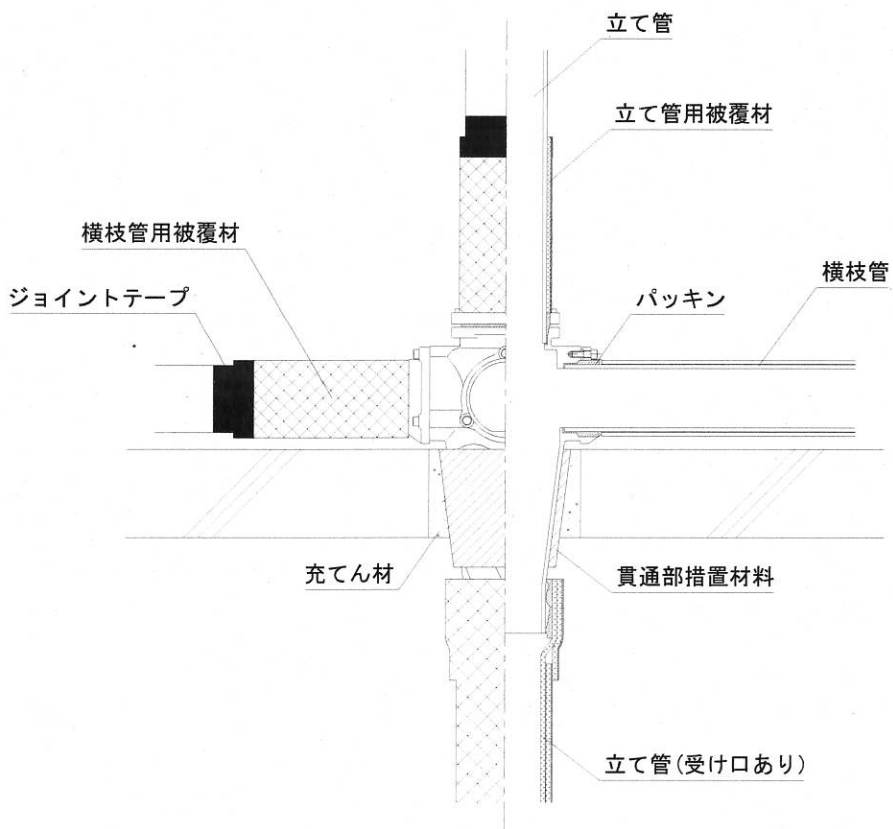 立て管
立て管用被覆材
横枝管用被覆材
横枝管
ジョイントテープ
パッキン
充てん材
貫通部措置材料
立て管(受け口あり)